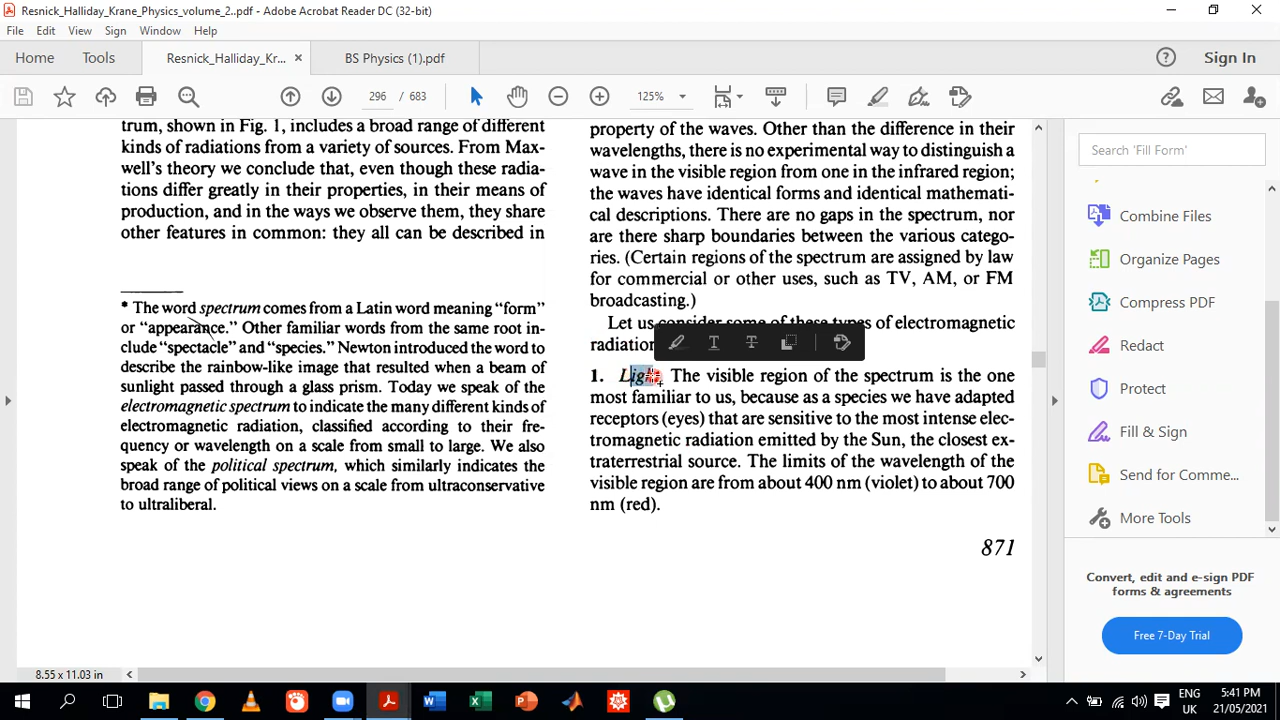 Resnick_Halliday_Krane_Physics_volume_2..pdf - Adobe Acrobat Reader DC (32-bit)
File Edit View Sign Window Help
Home Tools Resnick_Halliday_Kr... × BS Physics (1).pdf Sign In
296 / 683 125%
trum, shown in Fig. 1, includes a broad range of different
kinds of radiations from a variety of sources. From Max-
well's theory we conclude that, even though these radia-
tions differ greatly in their properties, in their means of
production, and in the ways we observe them, they share
other features in common: they all can be described in
* The word spectrum comes from a Latin word meaning "form"
or "appearance." Other familiar words from the same root in-
clude "spectacle" and "species." Newton introduced the word to
describe the rainbow-like image that resulted when a beam of
sunlight passed through a glass prism. Today we speak of the
electromagnetic spectrum to indicate the many different kinds of
electromagnetic radiation, classified according to their fre-
quency or wavelength on a scale from small to large. We also
speak of the political spectrum, which similarly indicates the
broad range of political views on a scale from ultraconservative
to ultraliberal.
property of the waves. Other than the difference in their
wavelengths, there is no experimental way to distinguish a
wave in the visible region from one in the infrared region;
the waves have identical forms and identical mathemati-
cal descriptions. There are no gaps in the spectrum, nor
are there sharp boundaries between the various catego-
ries. (Certain regions of the spectrum are assigned by law
for commercial or other uses, such as TV, AM, or FM
broadcasting.)
Let us consider some of these types of electromagnetic
radiation
1. Light The visible region of the spectrum is the one
most familiar to us, because as a species we have adapted
receptors (eyes) that are sensitive to the most intense elec-
tromagnetic radiation emitted by the Sun, the closest ex-
traterrestrial source. The limits of the wavelength of the
visible region are from about 400 nm (violet) to about 700
nm (red).
871
8.55 x 11.03 in
Search 'Fill Form'
Combine Files
Organize Pages
Compress PDF
Redact
Protect
Fill & Sign
Send for Comme...
More Tools
Convert, edit and e-sign PDF
forms & agreements
Free 7-Day Trial
ENG
UK
5:41 PM
21/05/2021